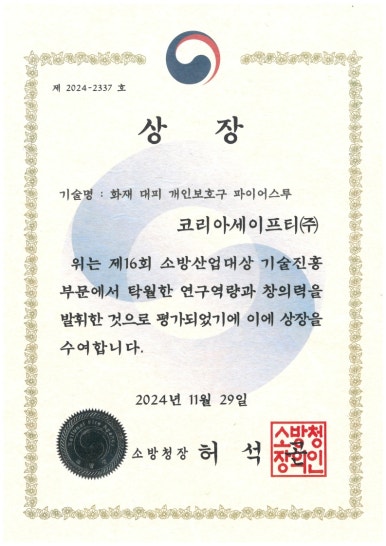 제 2024-2337 호
상 장
기술명 : 화재 대피 개인보호구 파이어스투
코리아세이프티㈜
위는 제16회 소방산업대상 기술진흥
부문에서 탁월한 연구역량과 창의력을
발휘한 것으로 평가되었기에 이에 상장을
수여합니다.
2024년 11월 29일
소방청장 허 석 곤
소방청
장의인